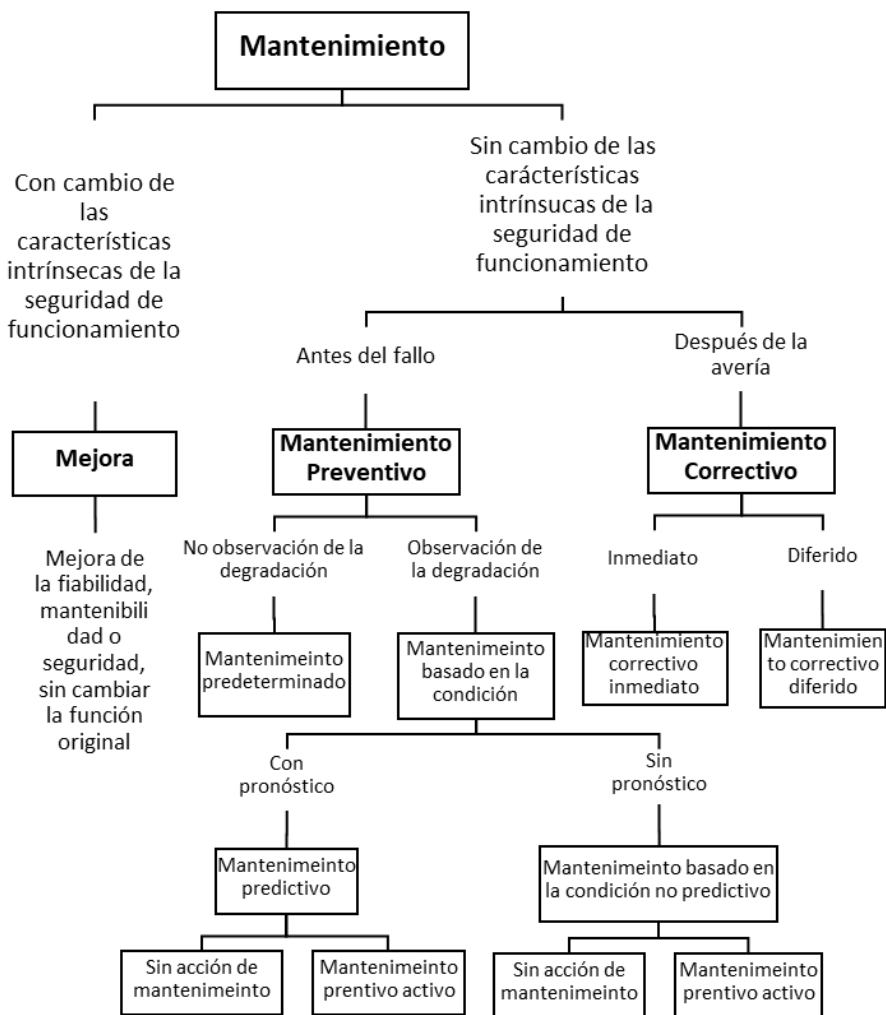 Mantenimiento
Con cambio de
las
características
intrínsecas de la
seguridad de
funcionamiento
Sin cambio de las
carácterísticas
intrínsucas de la
seguridad de
funcionamiento
Antes del fallo
Después de la
avería
Mejora
Mantenimiento
Preventivo
Mantenimiento
Correctivo
Mejora de
la fiabilidad,
mantenibili
dad o
seguridad,
sin cambiar
la función
original
No observación de la
degradación
Observación de
la degradación
Inmediato
Diferido
Mantenimeinto
predeterminado
Mantenimeinto
basado en la
condición
Mantenimiento
correctivo
inmediato
Mantenimien
to correctivo
diferido
Con
pronóstico
Sin
pronóstico
Mantenimeinto
predictivo
Mantenimeinto basado en
la condición no predictivo
Sin acción de
mantenimeinto
Mantenimeinto
prentivo activo
Sin acción de
mantenimeinto
Mantenimeinto
prentivo activo